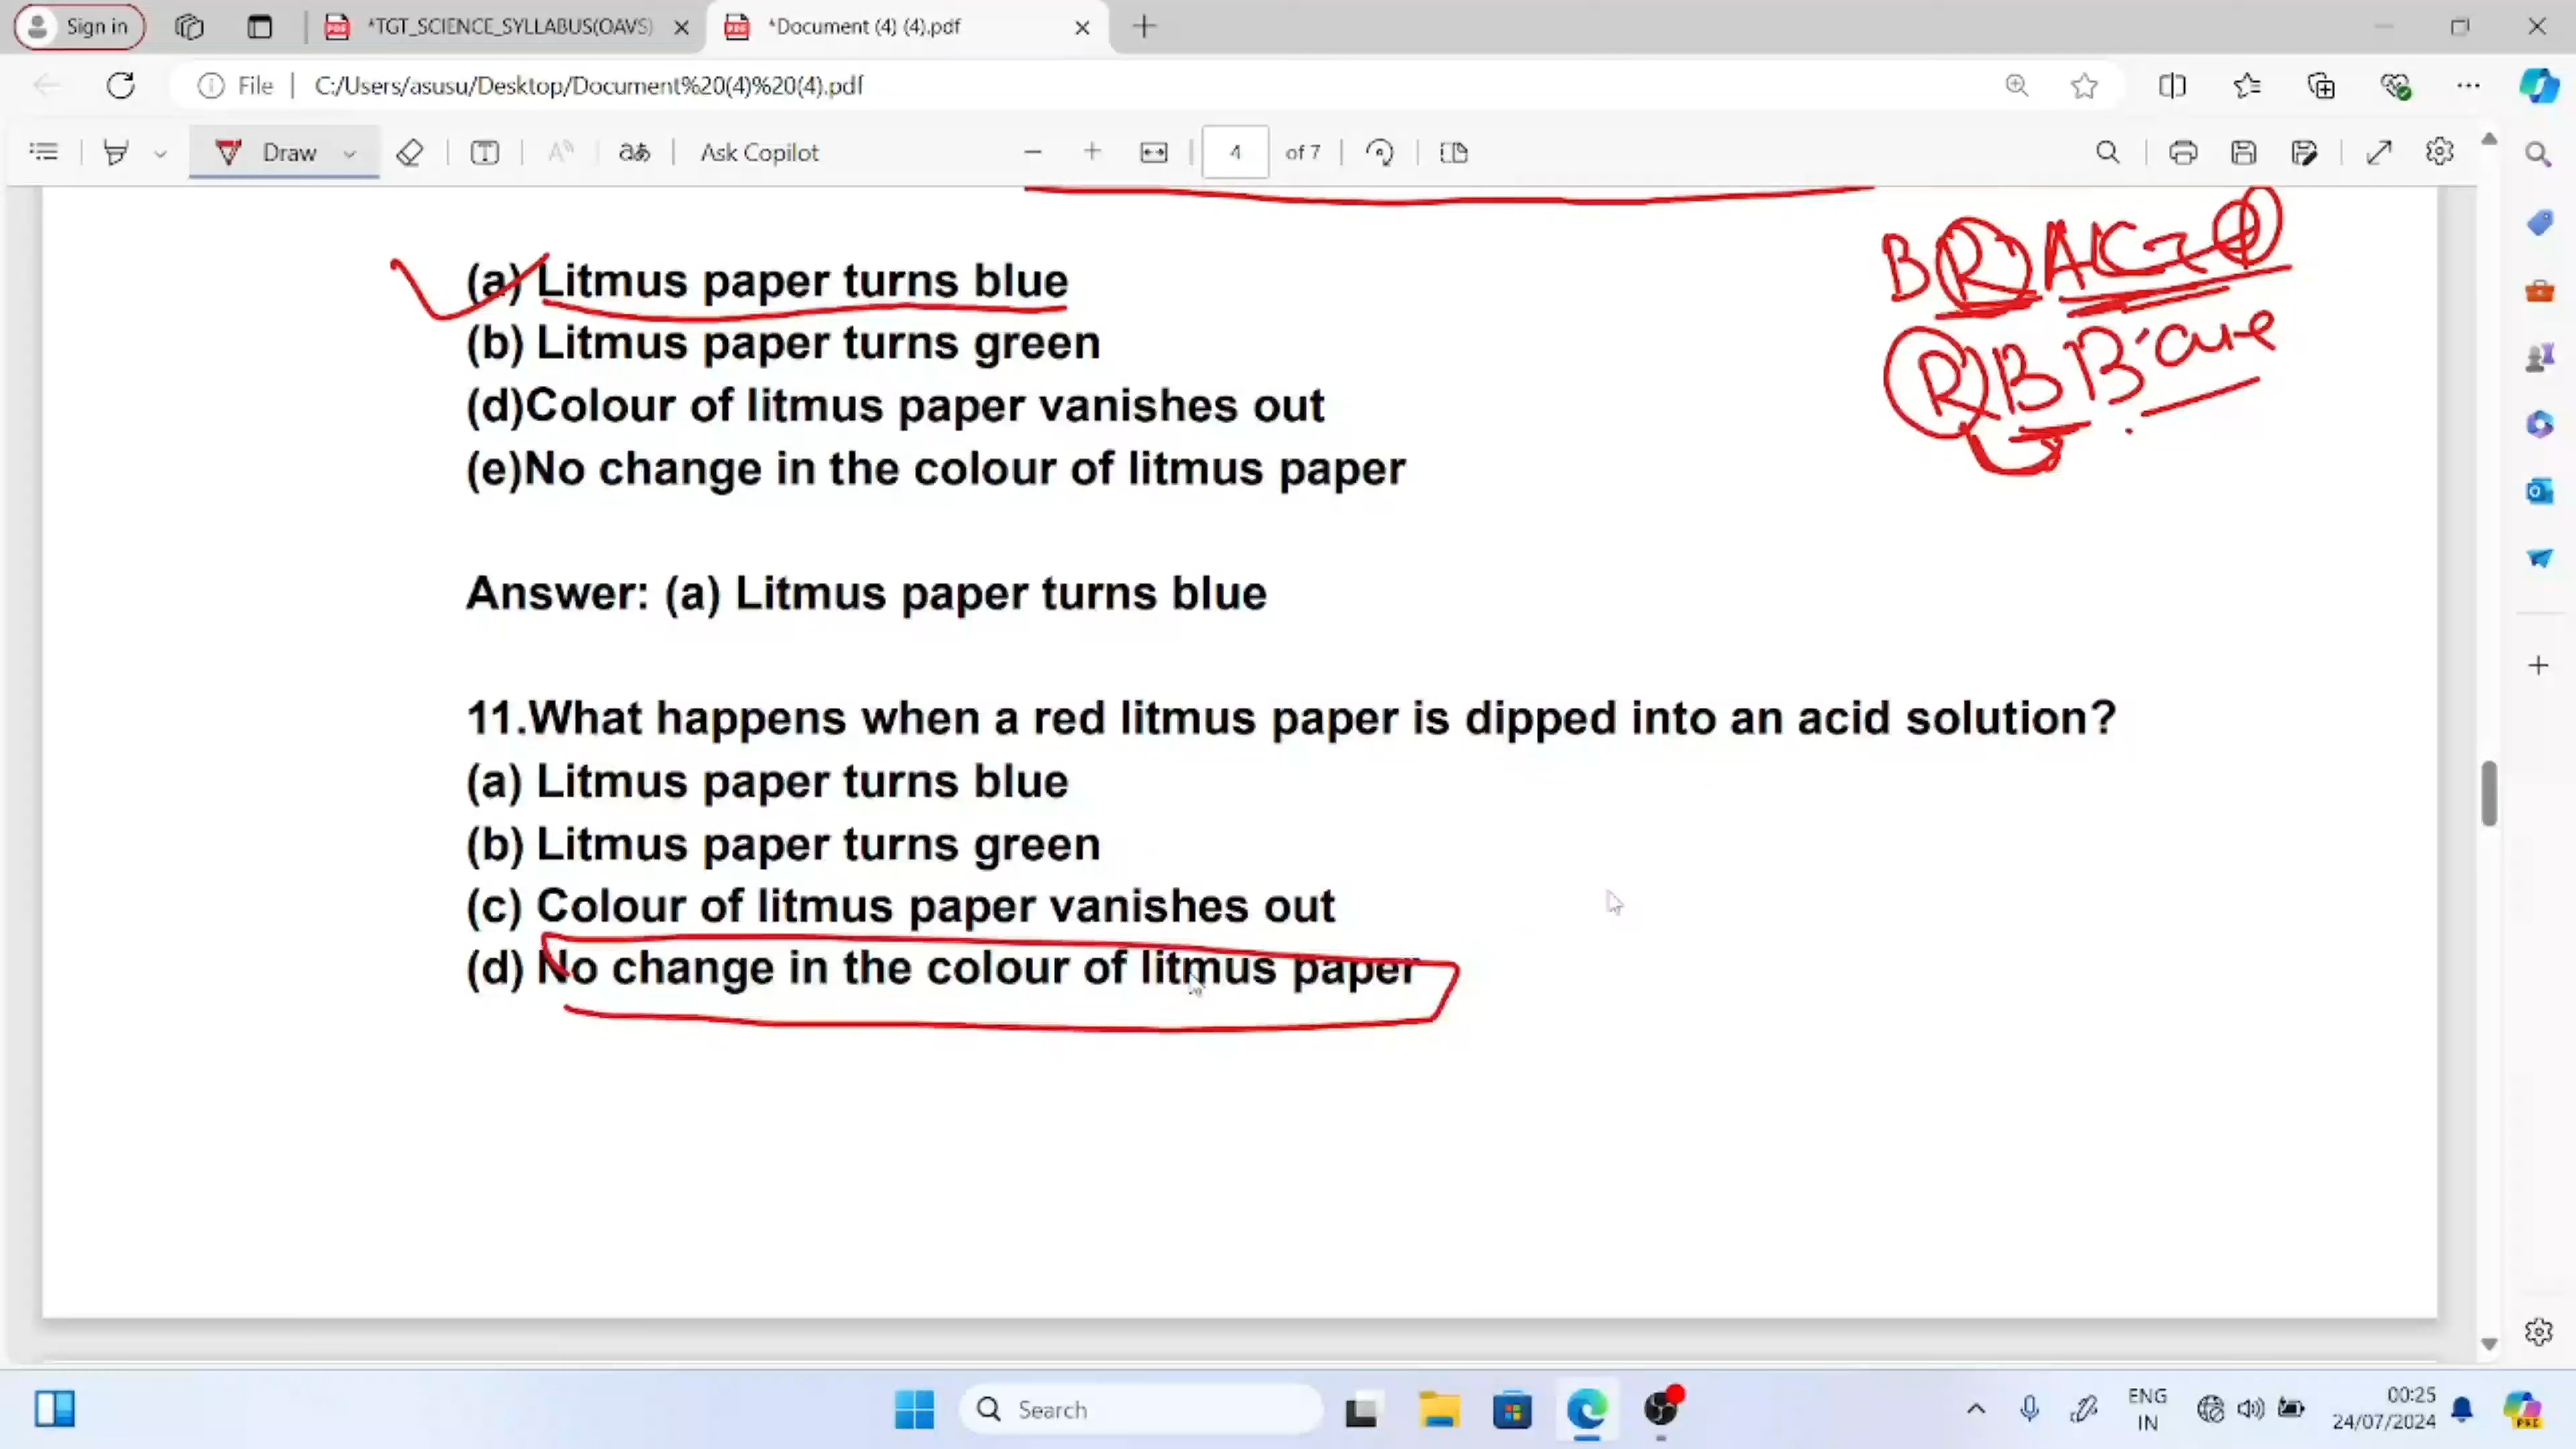 Sign in
*TGT_SCIENCE_SYLLABUS(OAVS)
*Document (4) (4).pdf
File
C:/Users/asusu/Desktop/Document%20(4)%20(4).pdf
Draw
Ask Copilot
4 of 7
(a) Litmus paper turns blue
(b) Litmus paper turns green
(d)Colour of litmus paper vanishes out
(e)No change in the colour of litmus paper
B R A
R B B
Answer: (a) Litmus paper turns blue
11.What happens when a red litmus paper is dipped into an acid solution?
(a) Litmus paper turns blue
(b) Litmus paper turns green
(c) Colour of litmus paper vanishes out
(d) No change in the colour of litmus paper
Search
ENG
IN
00:25
24/07/2024